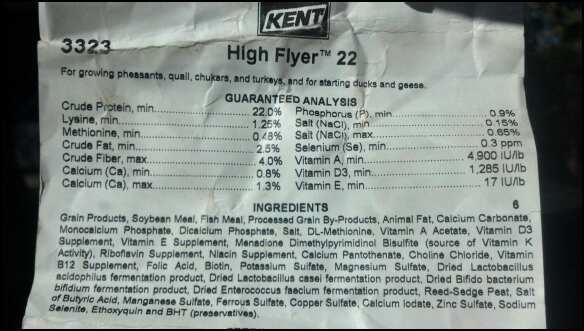 KENT
3323
High Flyer™ 22
For growing pheasants, quail, chukars, and turkeys, and for starting ducks and geese.
GUARANTEED ANALYSIS
Crude Protein, min. 22.0%
Lysine, min. 1.25%
Methionine, min. 0.48%
Crude Fat, min. 2.5%
Crude Fiber, max. 4.0%
Calcium (Ca), min. 0.8%
Calcium (Ca), max. 1.3%
Phosphorus (P), min. 0.9%
Salt (NaCl), min. 0.15%
Salt (NaCl), max. 0.65%
Selenium (Se), min. 0.3 ppm
Vitamin A, min. 4,900 IU/lb
Vitamin D3, min. 1,285 IU/lb
Vitamin E, min. 17 IU/lb
INGREDIENTS
6
Grain Products, Soybean Meal, Fish Meal, Processed Grain By-Products, Animal Fat, Calcium Carbonate,
Monocalcium Phosphate, Dicalcium Phosphate, Salt, DL-Methionine, Vitamin A Acetate, Vitamin D3
Supplement, Vitamin E Supplement, Menadione Dimethylpyrimidinol Bisulfite (source of Vitamin K
Activity), Riboflavin Supplement, Niacin Supplement, Calcium Pantothenate, Choline Chloride, Vitamin
B12 Supplement, Folic Acid, Biotin, Potassium Sulfate, Magnesium Sulfate, Dried Lactobacillus
acidophilus fermentation product, Dried Lactobacillus casei fermentation product, Dried Bifido bacterium
bifidium fermentation product, Dried Enterococcus faecium fermentation product, Reed-Sedge Peat, Salt
of Butyric Acid, Manganese Sulfate, Ferrous Sulfate, Copper Sulfate, Calcium Iodate, Zinc Sulfate, Sodium
Selenite, Ethoxyquin and BHT (preservatives).